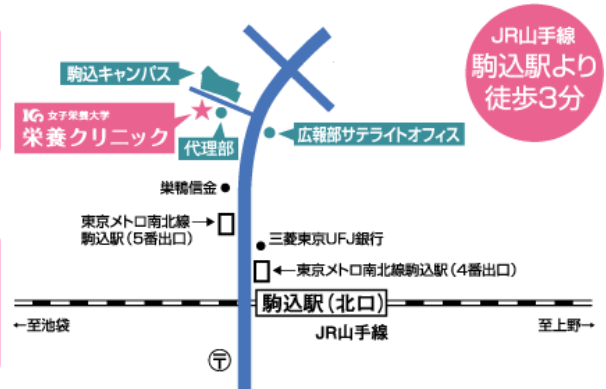 JR山手線
駒込駅より
徒歩3分
駒込キャンパス
女子栄養大学
栄養クリニック
代理部
広報部サテライトオフィス
巣鴨信金
東京メトロ南北線→
駒込駅(5番出口)
三菱東京UFJ銀行
←東京メトロ南北線駒込駅(4番出口)
駒込駅(北口)
←至池袋
JR山手線
至上野→
〒